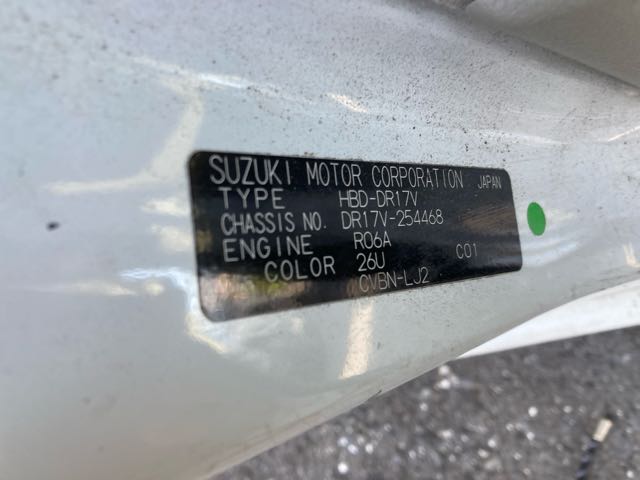 SUZUKI MOTOR CORPORATION JAPAN
TYPE HBD-DR17V
CHASSIS NO. DR17V-254468
ENGINE R06A
COLOR 26U C01
CVBN-LJ2